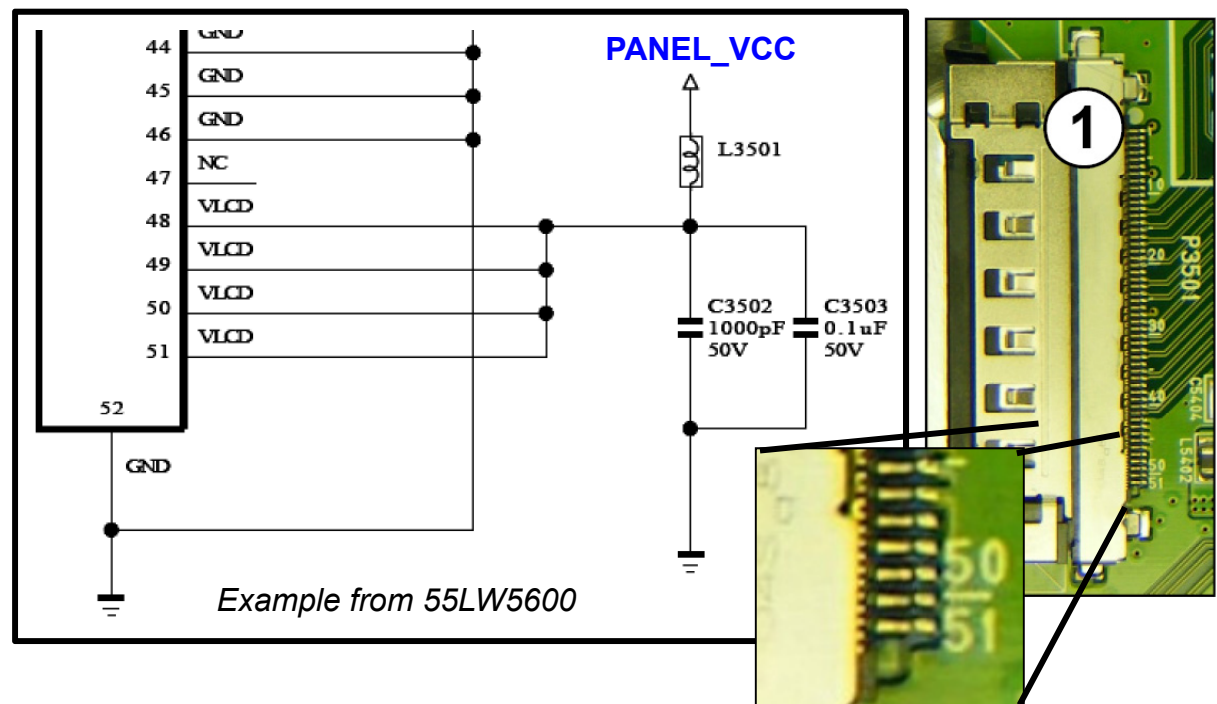 GND
44
GND
45
GND
46
NC
47
VLCD
48
VLCD
49
VLCD
50
VLCD
51
52
GND
PANEL_VCC
L3501
C3502
1000pF
50V
C3503
0.1uF
50V
Example from 55LW5600
1
10
20
P3501
30
40
50
51
C5404
L5402
50
51